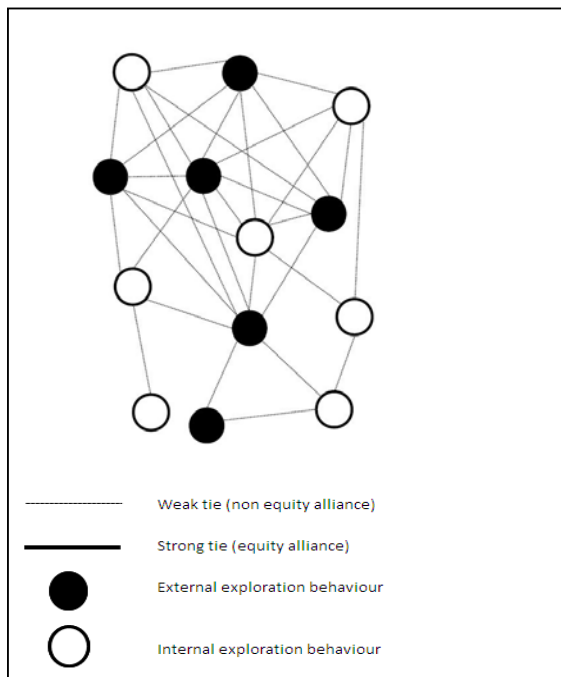 Weak tie (non equity alliance)
Strong tie (equity alliance)
External exploration behaviour
Internal exploration behaviour